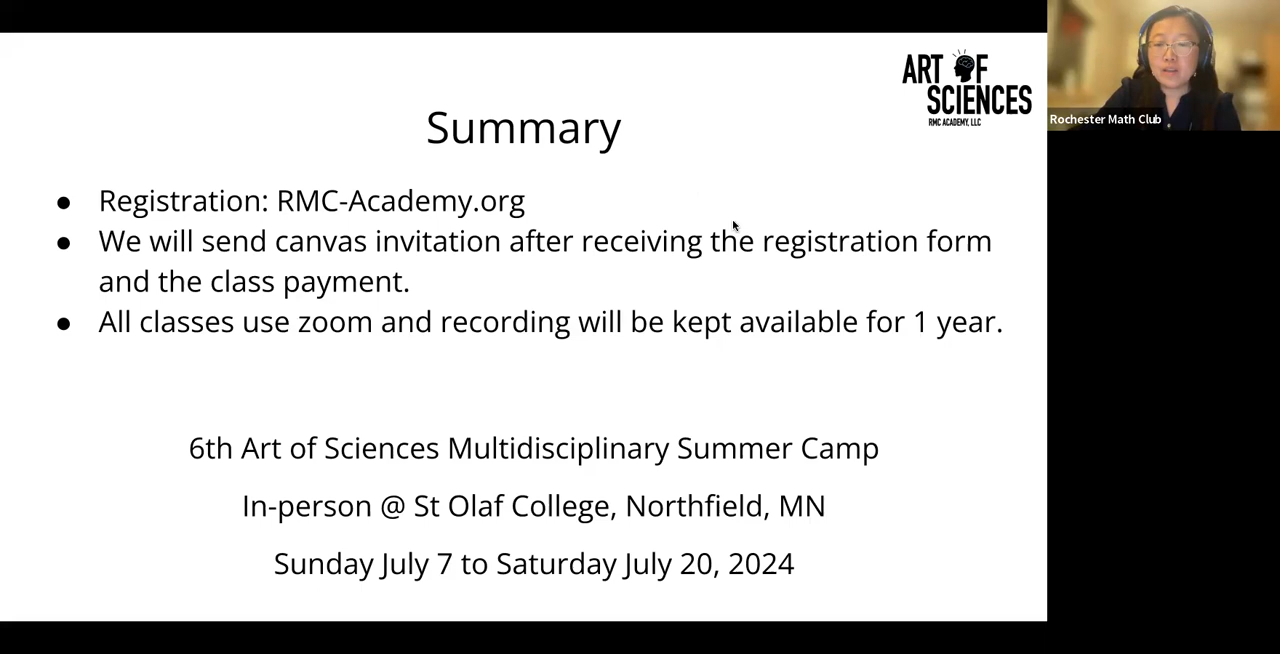 ART OF
SCIENCES
RMC ACADEMY, LLC
Rochester Math Club
Summary
● Registration: RMC-Academy.org
● We will send canvas invitation after receiving the registration form
and the class payment.
● All classes use zoom and recording will be kept available for 1 year.
6th Art of Sciences Multidisciplinary Summer Camp
In-person @ St Olaf College, Northfield, MN
Sunday July 7 to Saturday July 20, 2024